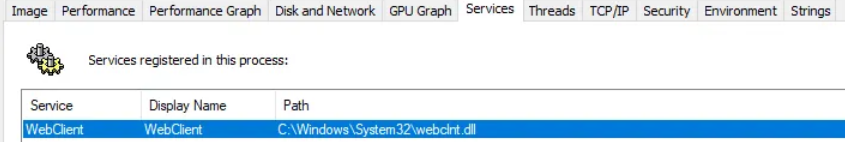 Image Performance Performance Graph Disk and Network GPU Graph Services Threads TCP/IP Security Environment Strings
Services registered in this process:
Service Display Name Path
WebClient WebClient C:\Windows\System32\webclnt.dll